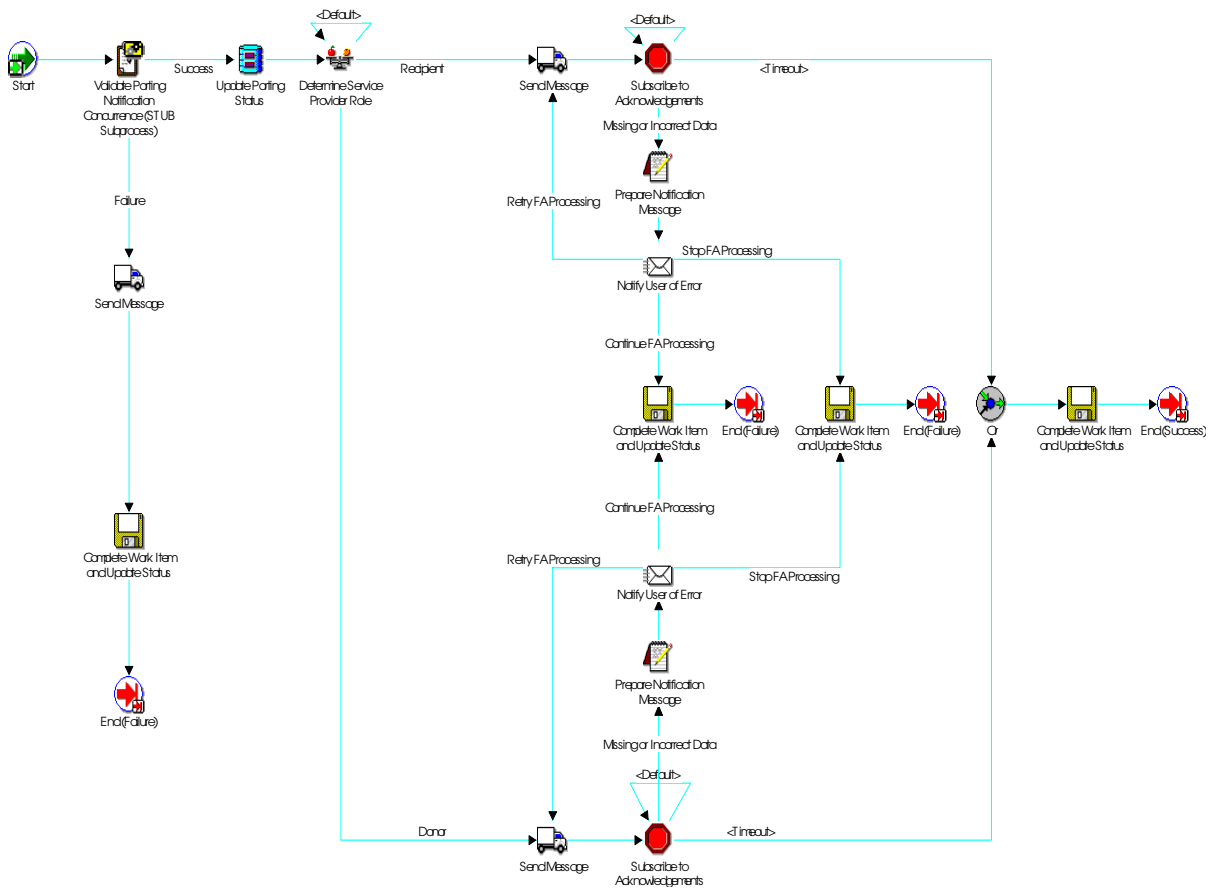 <Default>
<Default>
Start
Validate Porting
Notification
Concurrence (STUB
Subprocess)
Success
Update Porting
Status
Determine Service
Provider Role
Recipient
Send Message
Subscribe to
Acknowledgements
<Timeout>
Missing or Incorrect Data
Prepare Notification
Message
Failure
Retry FA Processing
Stop FA Processing
Notify User of Error
Send Message
Continue FA Processing
Complete Work Item
and Update Status
End (Failure)
Complete Work Item
and Update Status
End (Failure)
Or
Complete Work Item
and Update Status
End (Success)
Continue FA Processing
Complete Work Item
and Update Status
Retry FA Processing
Stop FA Processing
Notify User of Error
Prepare Notification
Message
End (Failure)
Missing or Incorrect Data
<Default>
Donor
Send Message
Subscribe to
Acknowledgements
<Timeout>